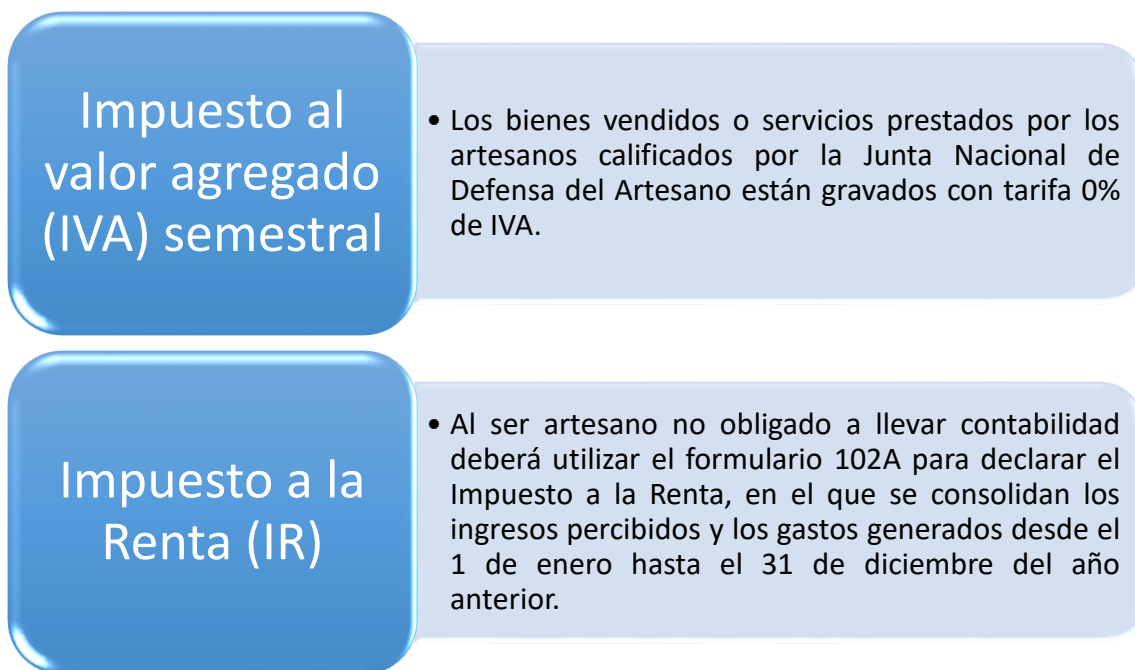 Impuesto al
valor agregado
(IVA) semestral
• Los bienes vendidos o servicios prestados por los
artesanos calificados por la Junta Nacional de
Defensa del Artesano están gravados con tarifa 0%
de IVA.
Impuesto a la
Renta (IR)
• Al ser artesano no obligado a llevar contabilidad
deberá utilizar el formulario 102A para declarar el
Impuesto a la Renta, en el que se consolidan los
ingresos percibidos y los gastos generados desde el
1 de enero hasta el 31 de diciembre del año
anterior.